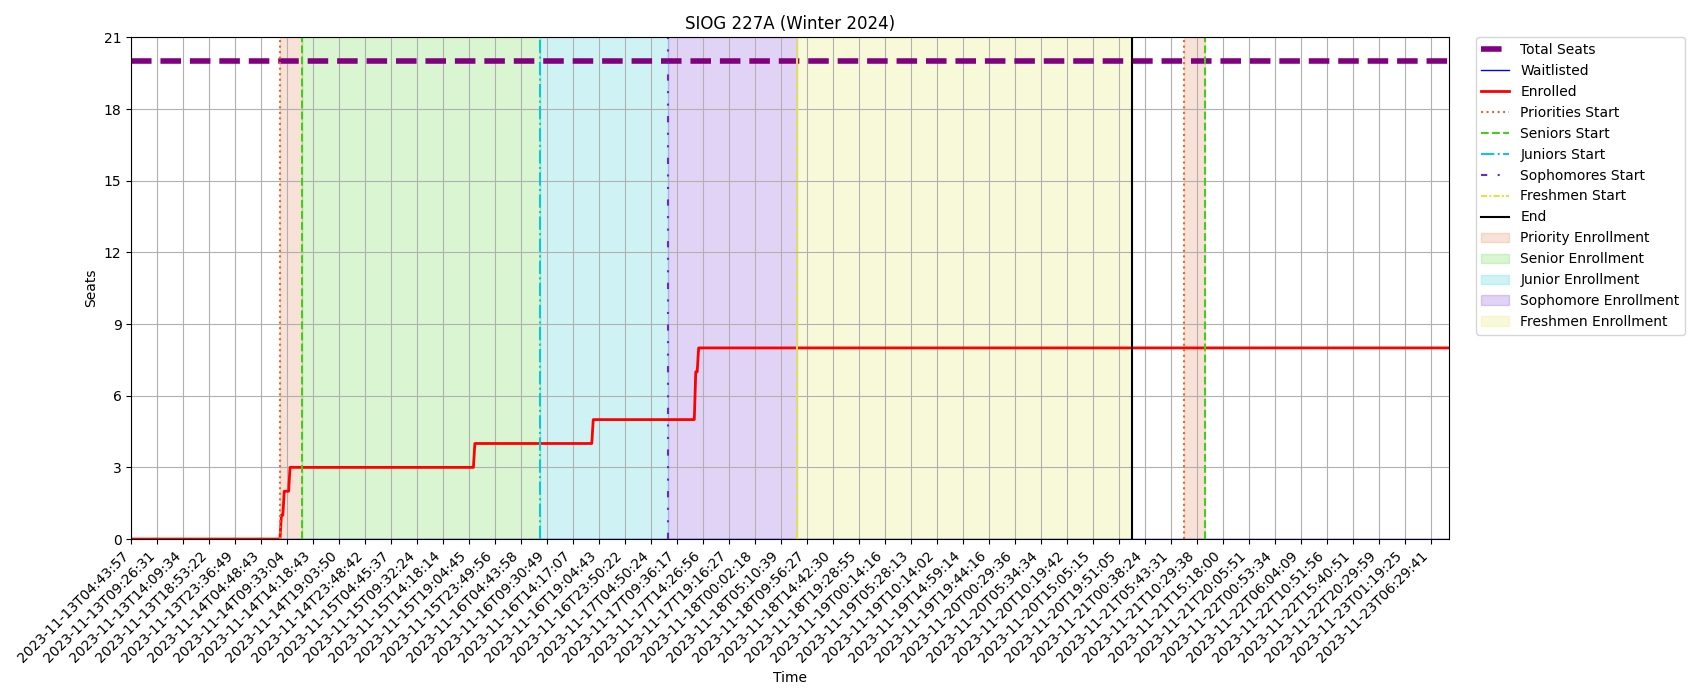 SIOG 227A (Winter 2024)
21
18
15
12
9
6
3
0
Seats
2023-11-13T04:43:57
2023-11-13T09:26:31
2023-11-13T14:09:34
2023-11-13T18:53:22
2023-11-13T23:36:49
2023-11-14T04:48:43
2023-11-14T09:33:04
2023-11-14T14:18:43
2023-11-14T19:03:50
2023-11-14T23:48:42
2023-11-15T04:45:37
2023-11-15T09:32:24
2023-11-15T14:18:14
2023-11-15T19:04:45
2023-11-15T23:49:56
2023-11-16T04:43:58
2023-11-16T09:30:49
2023-11-16T14:17:07
2023-11-16T19:04:43
2023-11-16T23:50:22
2023-11-17T04:50:24
2023-11-17T09:36:17
2023-11-17T14:26:56
2023-11-17T19:16:27
2023-11-18T00:02:18
2023-11-18T05:10:39
2023-11-18T09:56:27
2023-11-18T14:42:30
2023-11-18T19:28:55
2023-11-19T00:14:16
2023-11-19T05:28:13
2023-11-19T10:14:02
2023-11-19T14:59:14
2023-11-19T19:44:16
2023-11-20T00:29:36
2023-11-20T05:34:34
2023-11-20T10:19:42
2023-11-20T15:05:15
2023-11-20T19:51:05
2023-11-21T00:38:24
2023-11-21T05:43:31
2023-11-21T10:29:38
2023-11-21T15:18:00
2023-11-21T20:05:51
2023-11-22T00:53:34
2023-11-22T06:04:09
2023-11-22T10:51:56
2023-11-22T15:40:51
2023-11-22T20:29:59
2023-11-23T01:19:25
2023-11-23T06:29:41
Time
Total Seats
Waitlisted
Enrolled
Priorities Start
Seniors Start
Juniors Start
Sophomores Start
Freshmen Start
End
Priority Enrollment
Senior Enrollment
Junior Enrollment
Sophomore Enrollment
Freshmen Enrollment